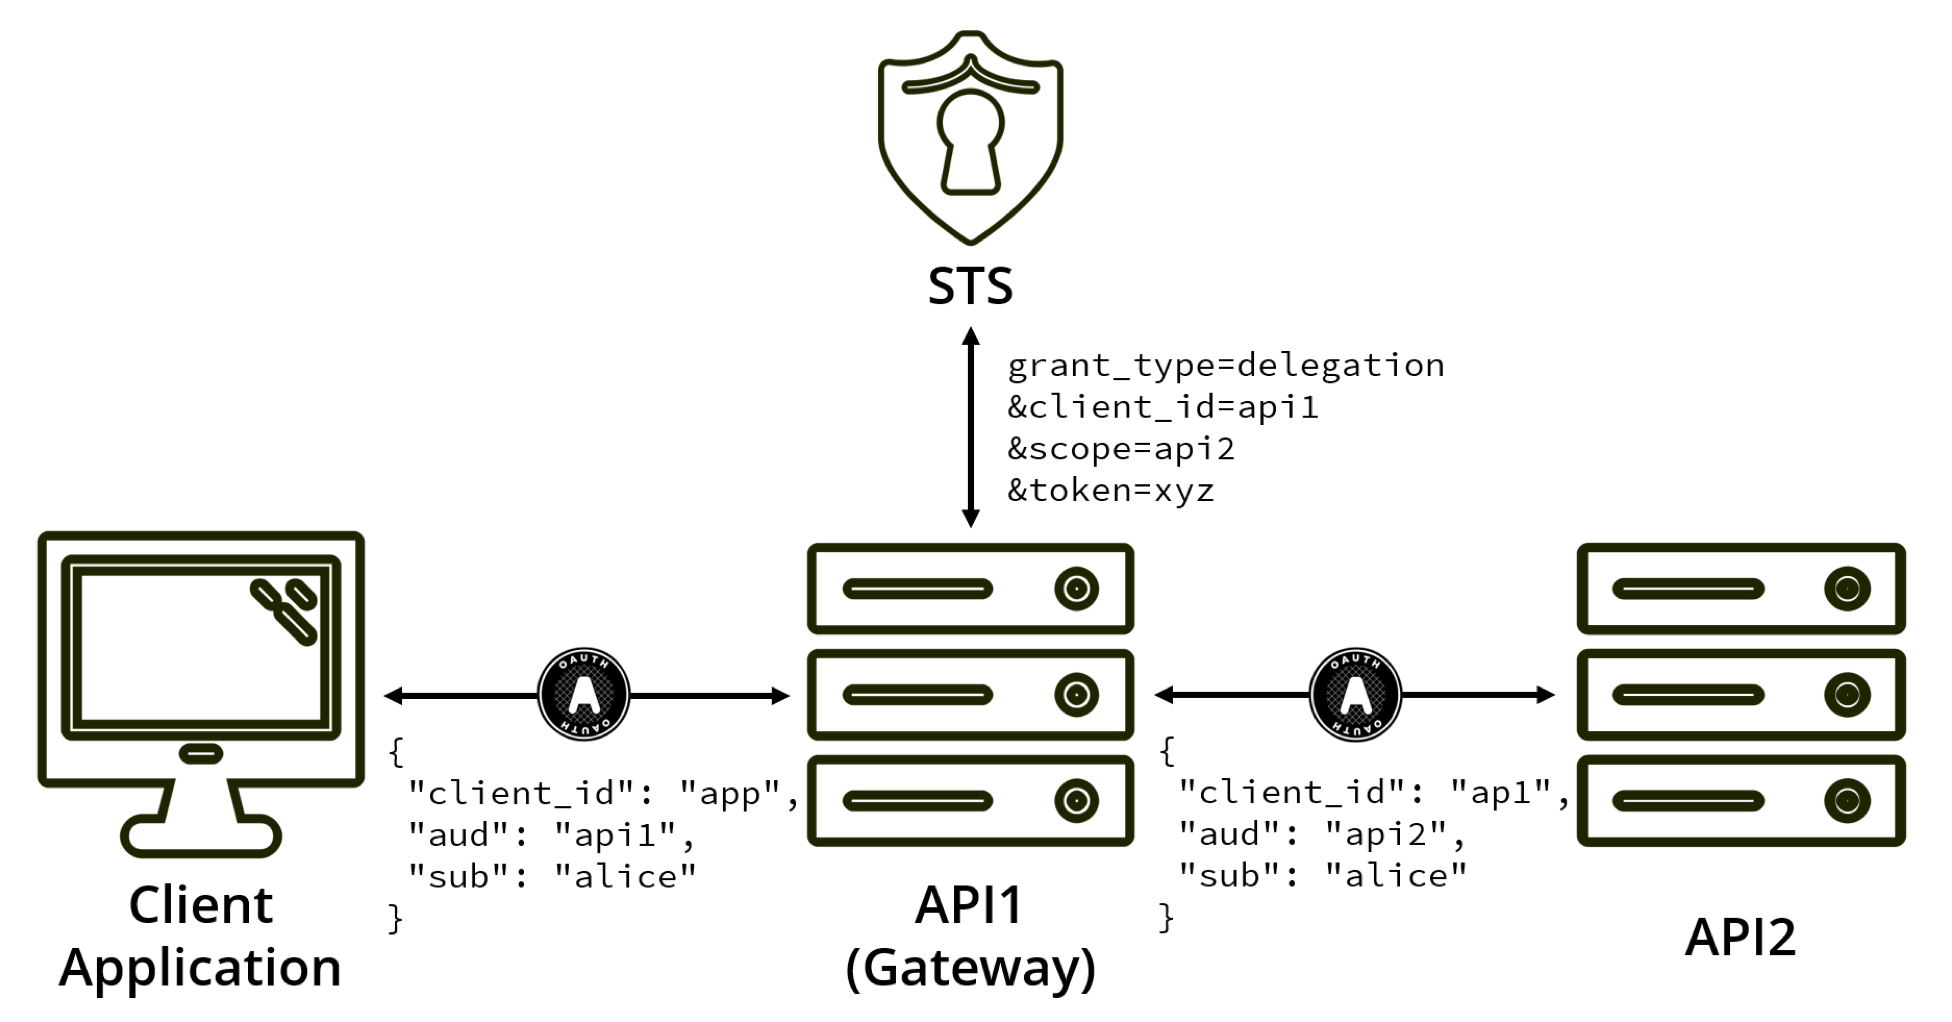 STS
grant_type=delegation
&client_id=api1
&scope=api2
&token=xyz
OAUTH
OAUTH
{
"client_id": "app",
"aud": "api1",
"sub": "alice"
}
OAUTH
OAUTH
{
"client_id": "ap1",
"aud": "api2",
"sub": "alice"
}
Client
Application
API1
(Gateway)
API2